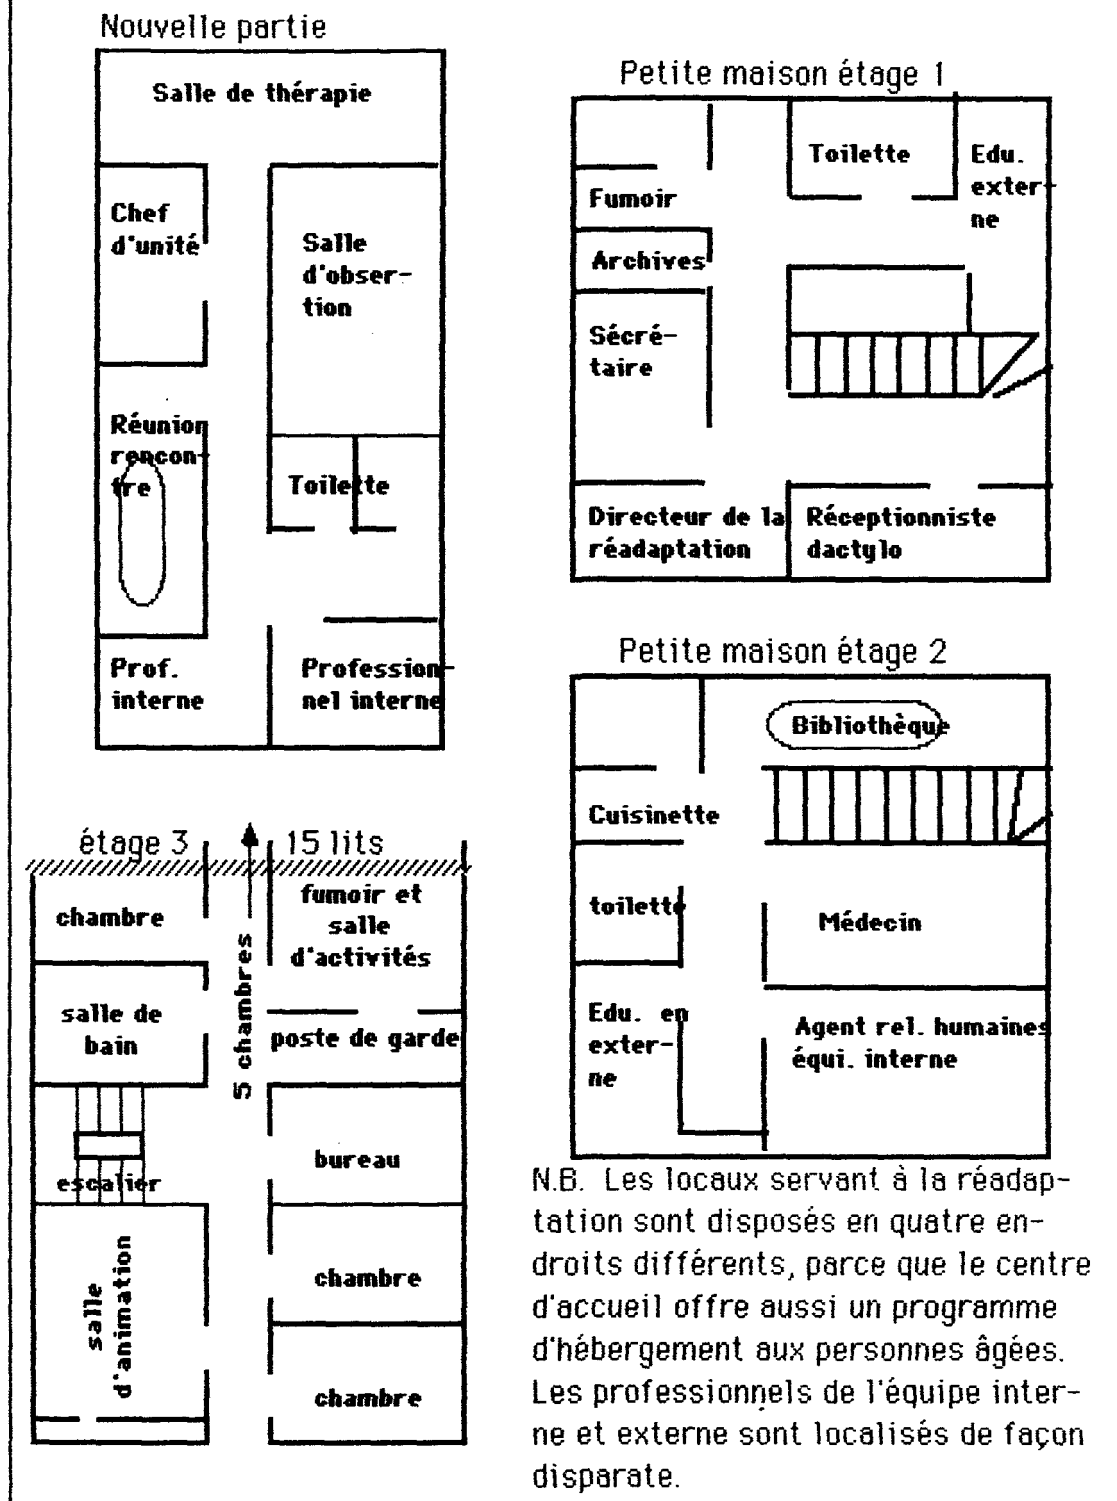 Nouvelle partie
Salle de thérapie
Chef
d'unité
Salle
d'obser-
tion
Réunion
rencon-
tre
Toilette
Prof.
interne
Profession-
nel interne
Petite maison étage 1
Toilette
Edu.
exter-
ne
Fumoir
Archives
Sécré-
taire
Directeur de la
réadaptation
Réceptionniste
dactylo
Petite maison étage 2
Bibliothèque
Cuisinette
toilette
Médecin
Edu. en
exter-
ne
Agent rel. humaines
équi. interne
étage 3
15 lits
chambre
fumoir et
salle
d'activités
5 chambres
salle de
bain
poste de garde
escalier
bureau
salle
d'animation
chambre
chambre
N.B. Les locaux servant à la réadap-
tation sont disposés en quatre en-
droits différents, parce que le centre
d'accueil offre aussi un programme
d'hébergement aux personnes âgées.
Les professionnels de l'équipe inter-
ne et externe sont localisés de façon
disparate.